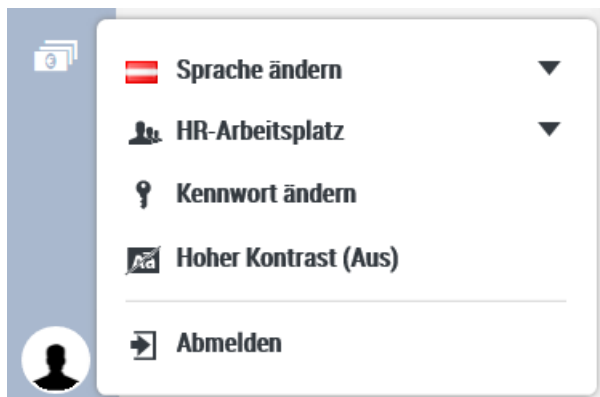 Sprache ändern
HR-Arbeitsplatz
Kennwort ändern
Hoher Kontrast (Aus)
Abmelden